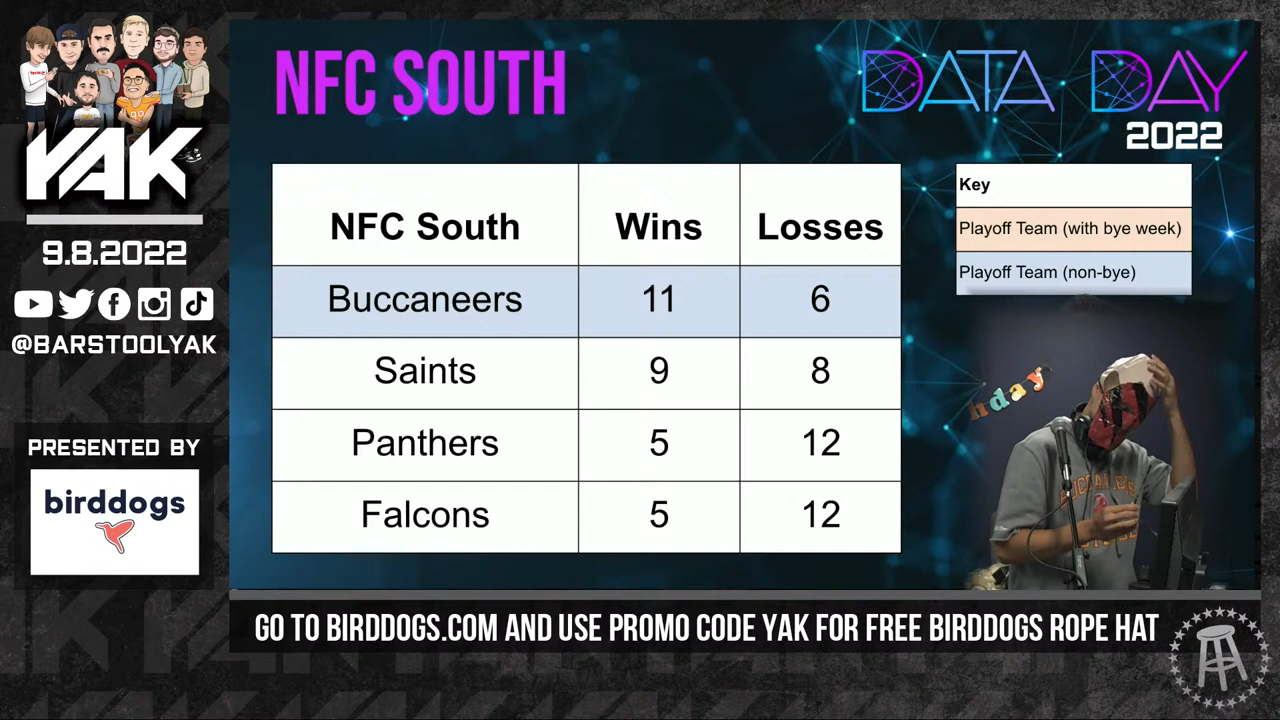 YAK
9.8.2022
@BARSTOOLYAK
PRESENTED BY
birddogs
NFC SOUTH
DATA DAY
2022
NFC South Wins Losses
Buccaneers 11 6
Saints 9 8
Panthers 5 12
Falcons 5 12
Key
Playoff Team (with bye week)
Playoff Team (non-bye)
hday
GO TO BIRDDOGS.COM AND USE PROMO CODE YAK FOR FREE BIRDDOGS ROPE HAT